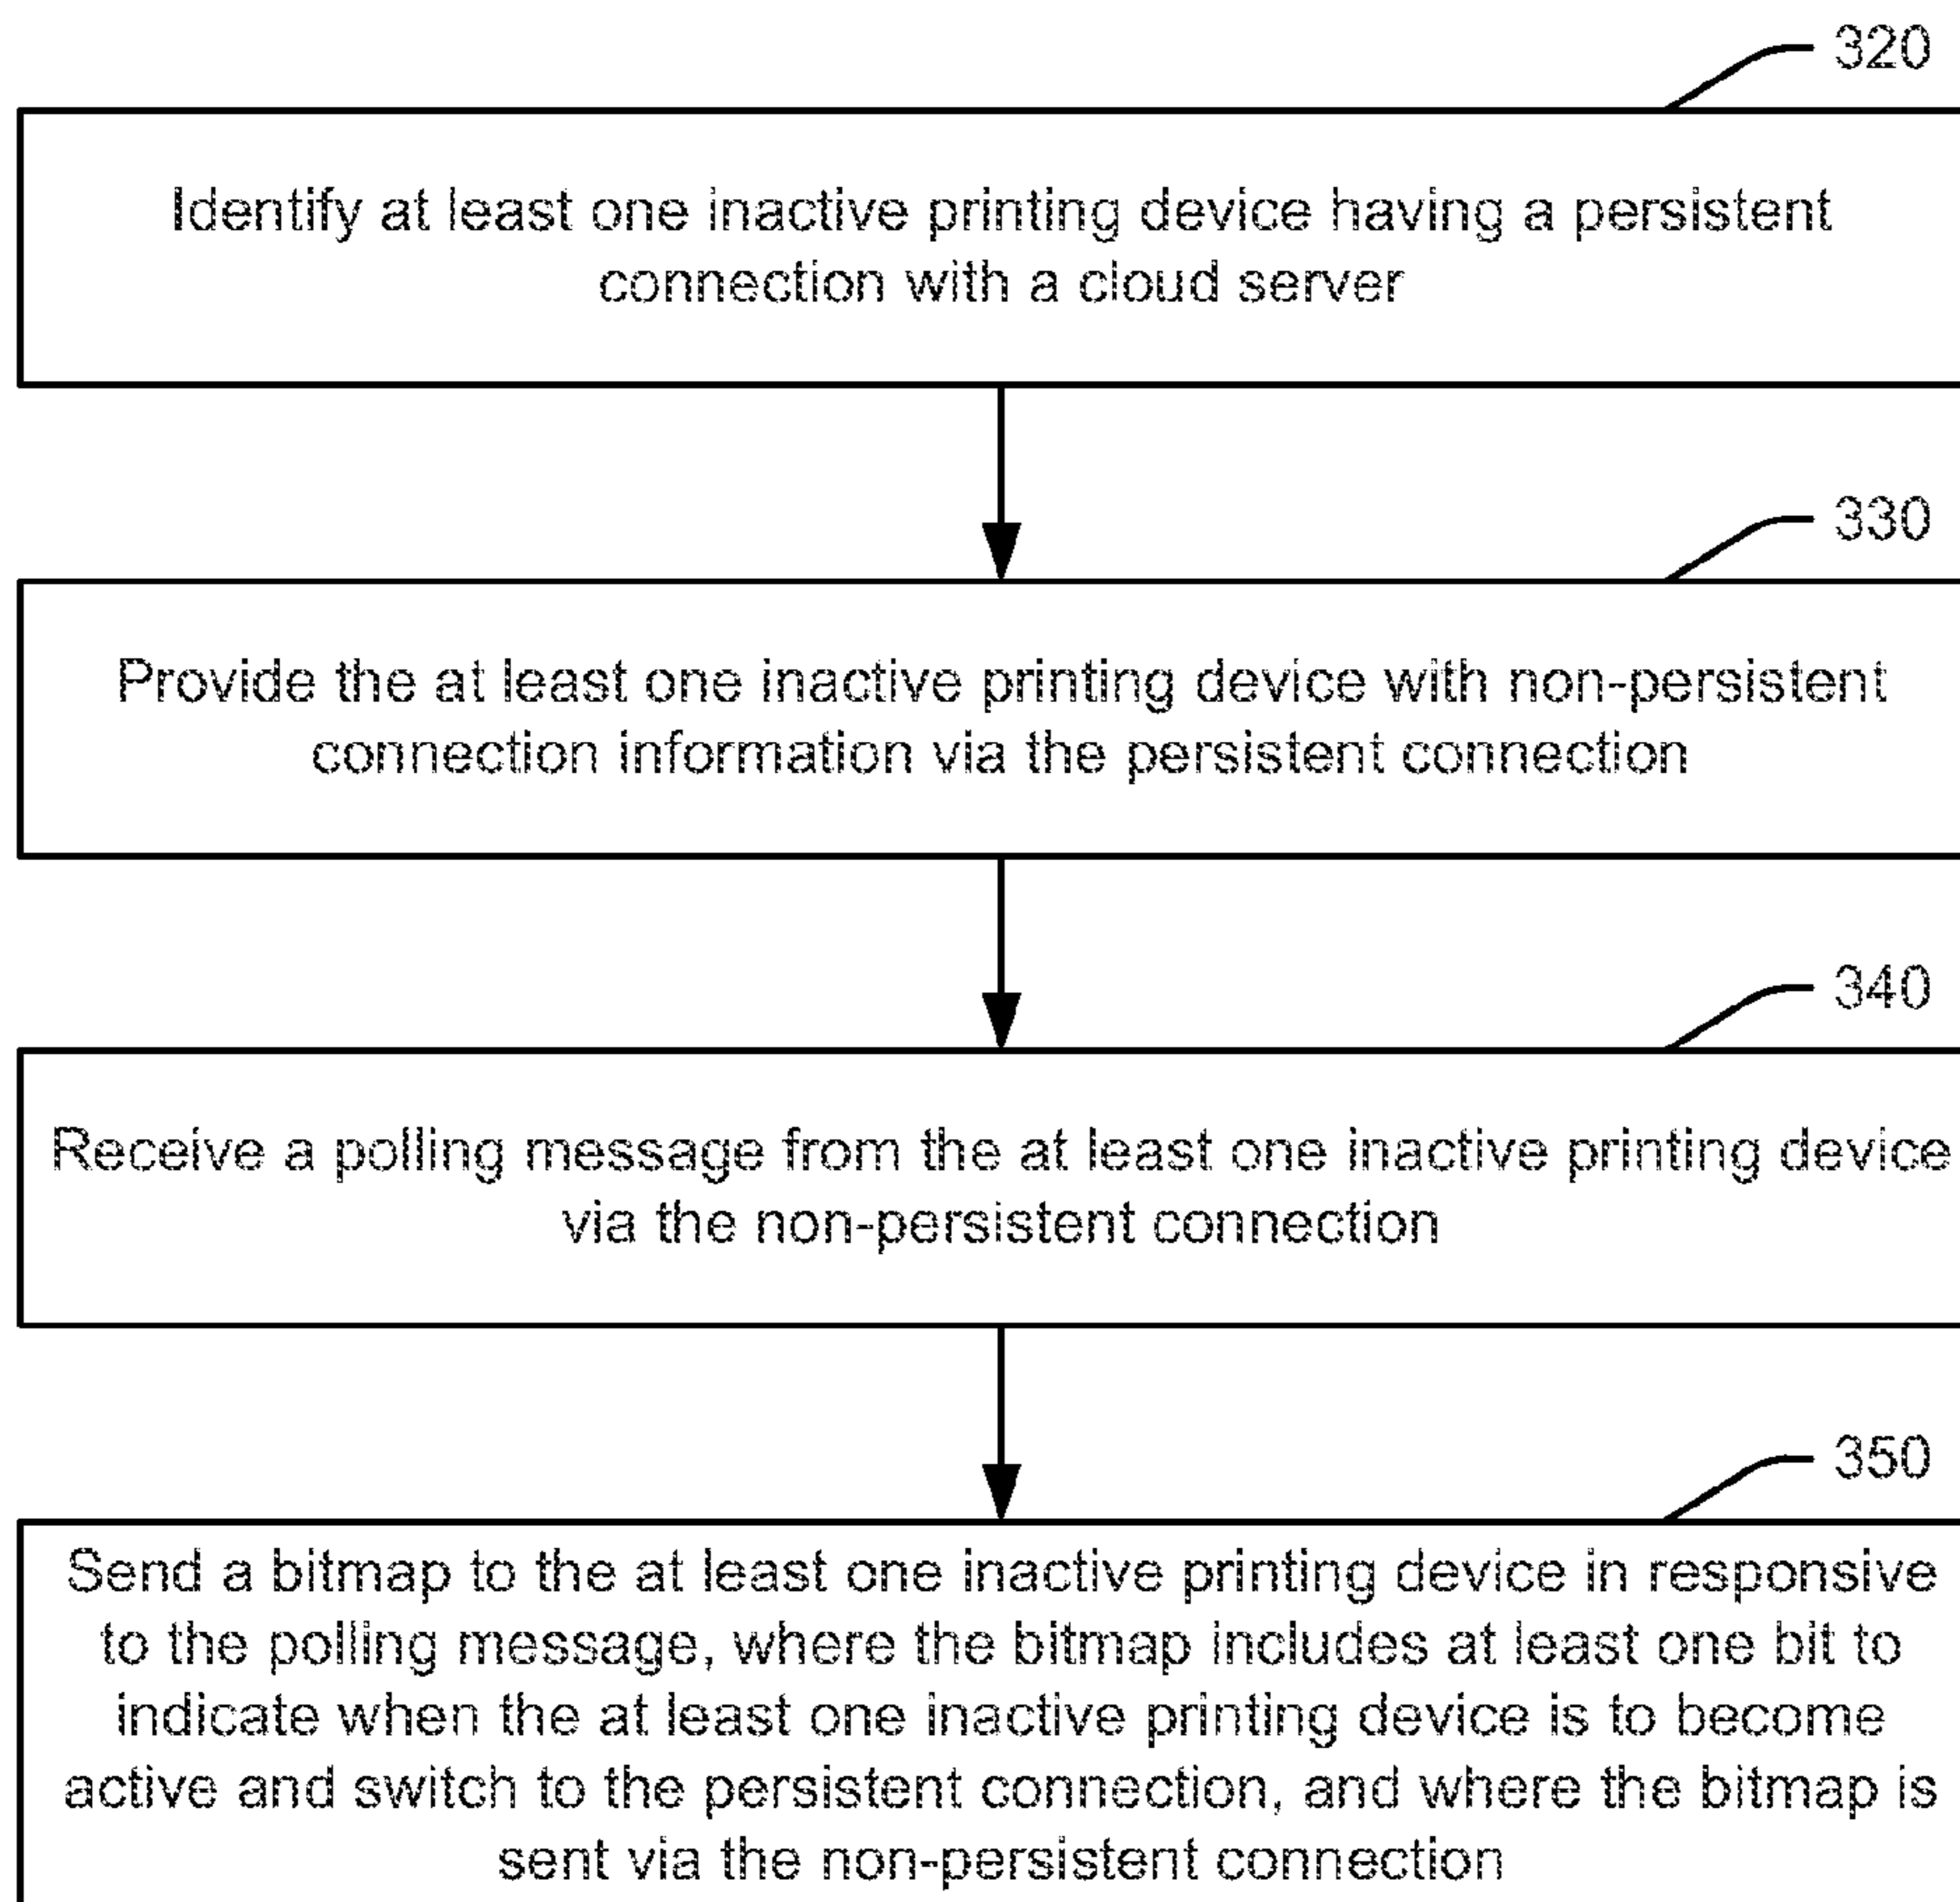 320
Identify at least one inactive printing device having a persistent
connection with a cloud server
330
Provide the at least one inactive printing device with non-persistent
connection information via the persistent connection
340
Receive a polling message from the at least one inactive printing device
via the non-persistent connection
350
Send a bitmap to the at least one inactive printing device in responsive
to the polling message, where the bitmap includes at least one bit to
indicate when the at least one inactive printing device is to become
active and switch to the persistent connection, and where the bitmap is
sent via the non-persistent connection